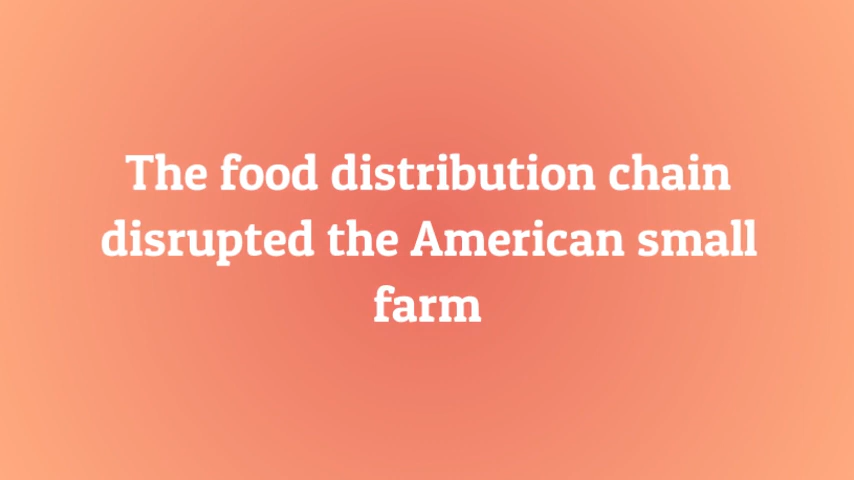 The food distribution chain
disrupted the American small
farm